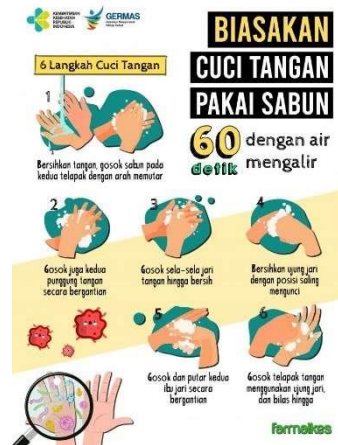 KEMENTERIAN
KESEHATAN
REPUBLIK
INDONESIA
GERMAS
BIASAKAN
CUCI TANGAN
PAKAI SABUN
60 detik
dengan air
mengalir
6 Langkah Cuci Tangan
1
Bersihkan tangan, gosok sabun pada
kedua telapak dengan arah memutar
2
Gosok juga kedua
punggung tangan
secara bergantian
3
Gosok sela-sela jari
tangan hingga bersih
4
Bersihkan ujung jari
dengan posisi saling
mengunci
5
Gosok dan putar kedua
ibu jari secara
bergantian
6
Gosok telapak tangan
menggunakan ujung jari,
dan bilas hingga